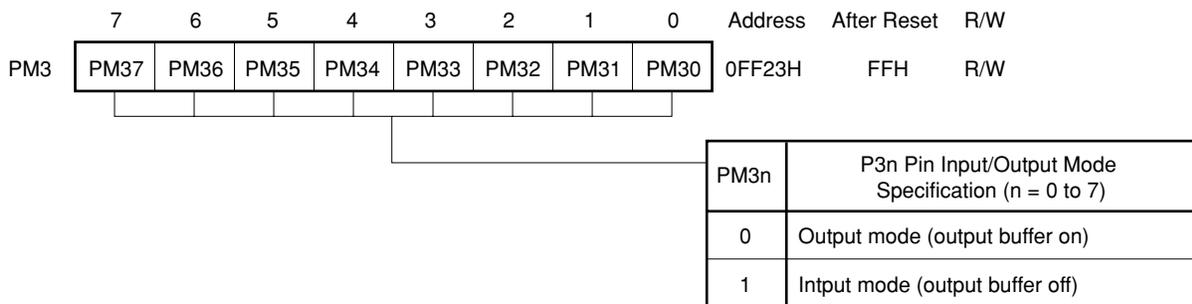 7 6 5 4 3 2 1 0 Address After Reset R/W
PM3 PM37 PM36 PM35 PM34 PM33 PM32 PM31 PM30 0FF23H FFH R/W
PM3n P3n Pin Input/Output Mode
Specification (n = 0 to 7)
0 Output mode (output buffer on)
1 Intput mode (output buffer off)